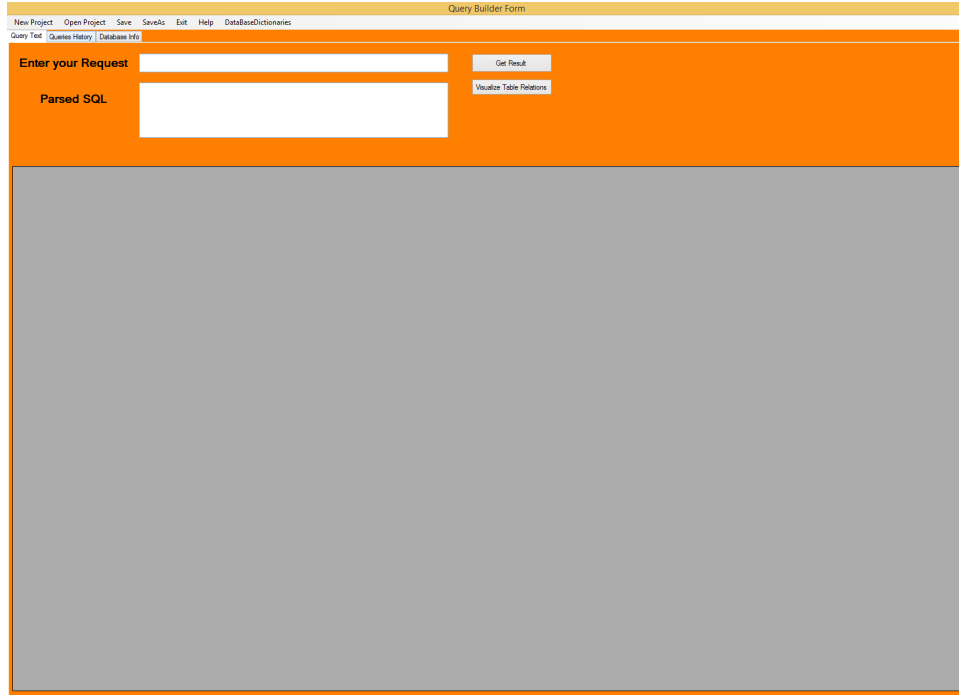 Query Builder Form
New Project Open Project Save SaveAs Exit Help DataBaseDictionaries
Query Text Queries History Database Info
Enter your Request Get Result
Visualize Table Relations
Parsed SQL